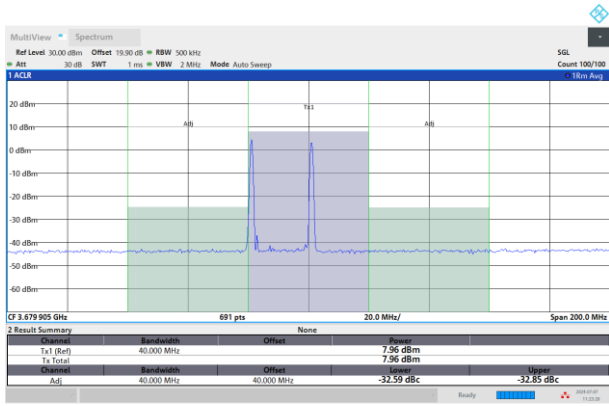 MultiView Spectrum
Ref Level 30.00 dBm Offset 19.90 dB RBW 500 kHz SGL
Att 30 dB SWT 1 ms VBW 2 MHz Mode Auto Sweep Count 100/100
1 ACLR 1Rm Avg
Tx1
Adj Adj
20 dBm
10 dBm
0 dBm
-10 dBm
-20 dBm
-30 dBm
-40 dBm
-50 dBm
-60 dBm
CF 3.679 905 GHz 691 pts 20.0 MHz/ Span 200.0 MHz
2 Result Summary None
Channel Bandwidth Offset Power
Tx1 (Ref) 40.000 MHz 7.96 dBm
Tx Total 7.96 dBm
Channel Bandwidth Offset Lower Upper
Adj 40.000 MHz 40.000 MHz -32.59 dBc -32.85 dBc
Ready